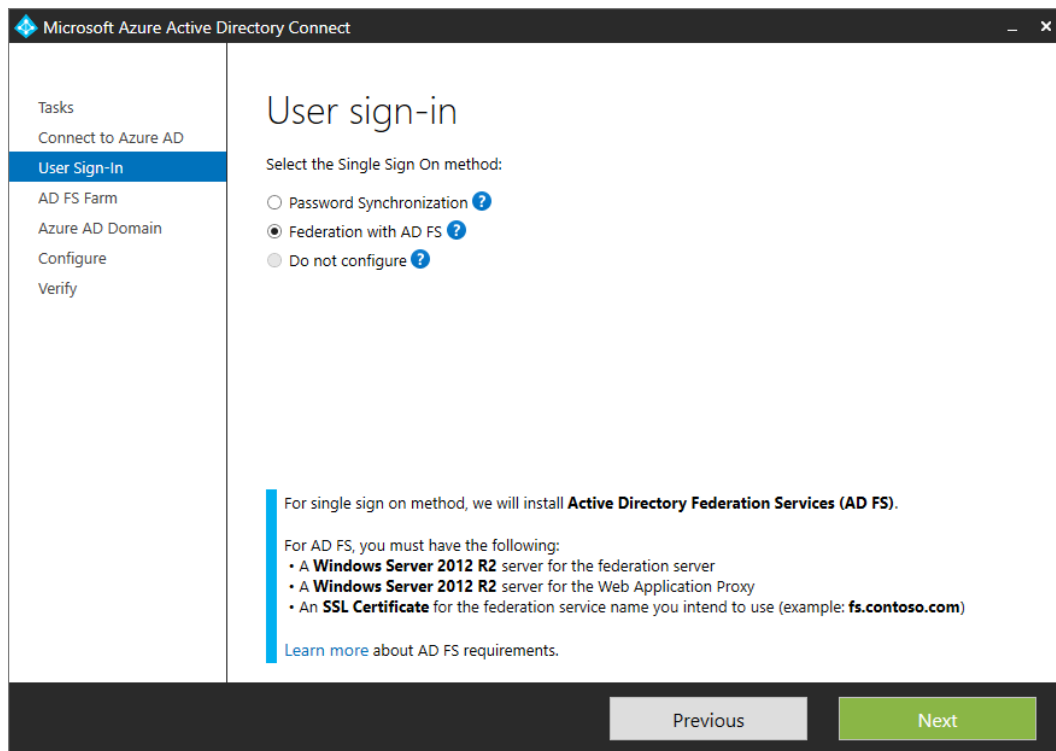 Microsoft Azure Active Directory Connect
Tasks
Connect to Azure AD
User Sign-In
AD FS Farm
Azure AD Domain
Configure
Verify
User sign-in
Select the Single Sign On method:
Password Synchronization ?
Federation with AD FS ?
Do not configure ?
For single sign on method, we will install Active Directory Federation Services (AD FS).
For AD FS, you must have the following:
• A Windows Server 2012 R2 server for the federation server
• A Windows Server 2012 R2 server for the Web Application Proxy
• An SSL Certificate for the federation service name you intend to use (example: fs.contoso.com)
Learn more about AD FS requirements.
Previous
Next